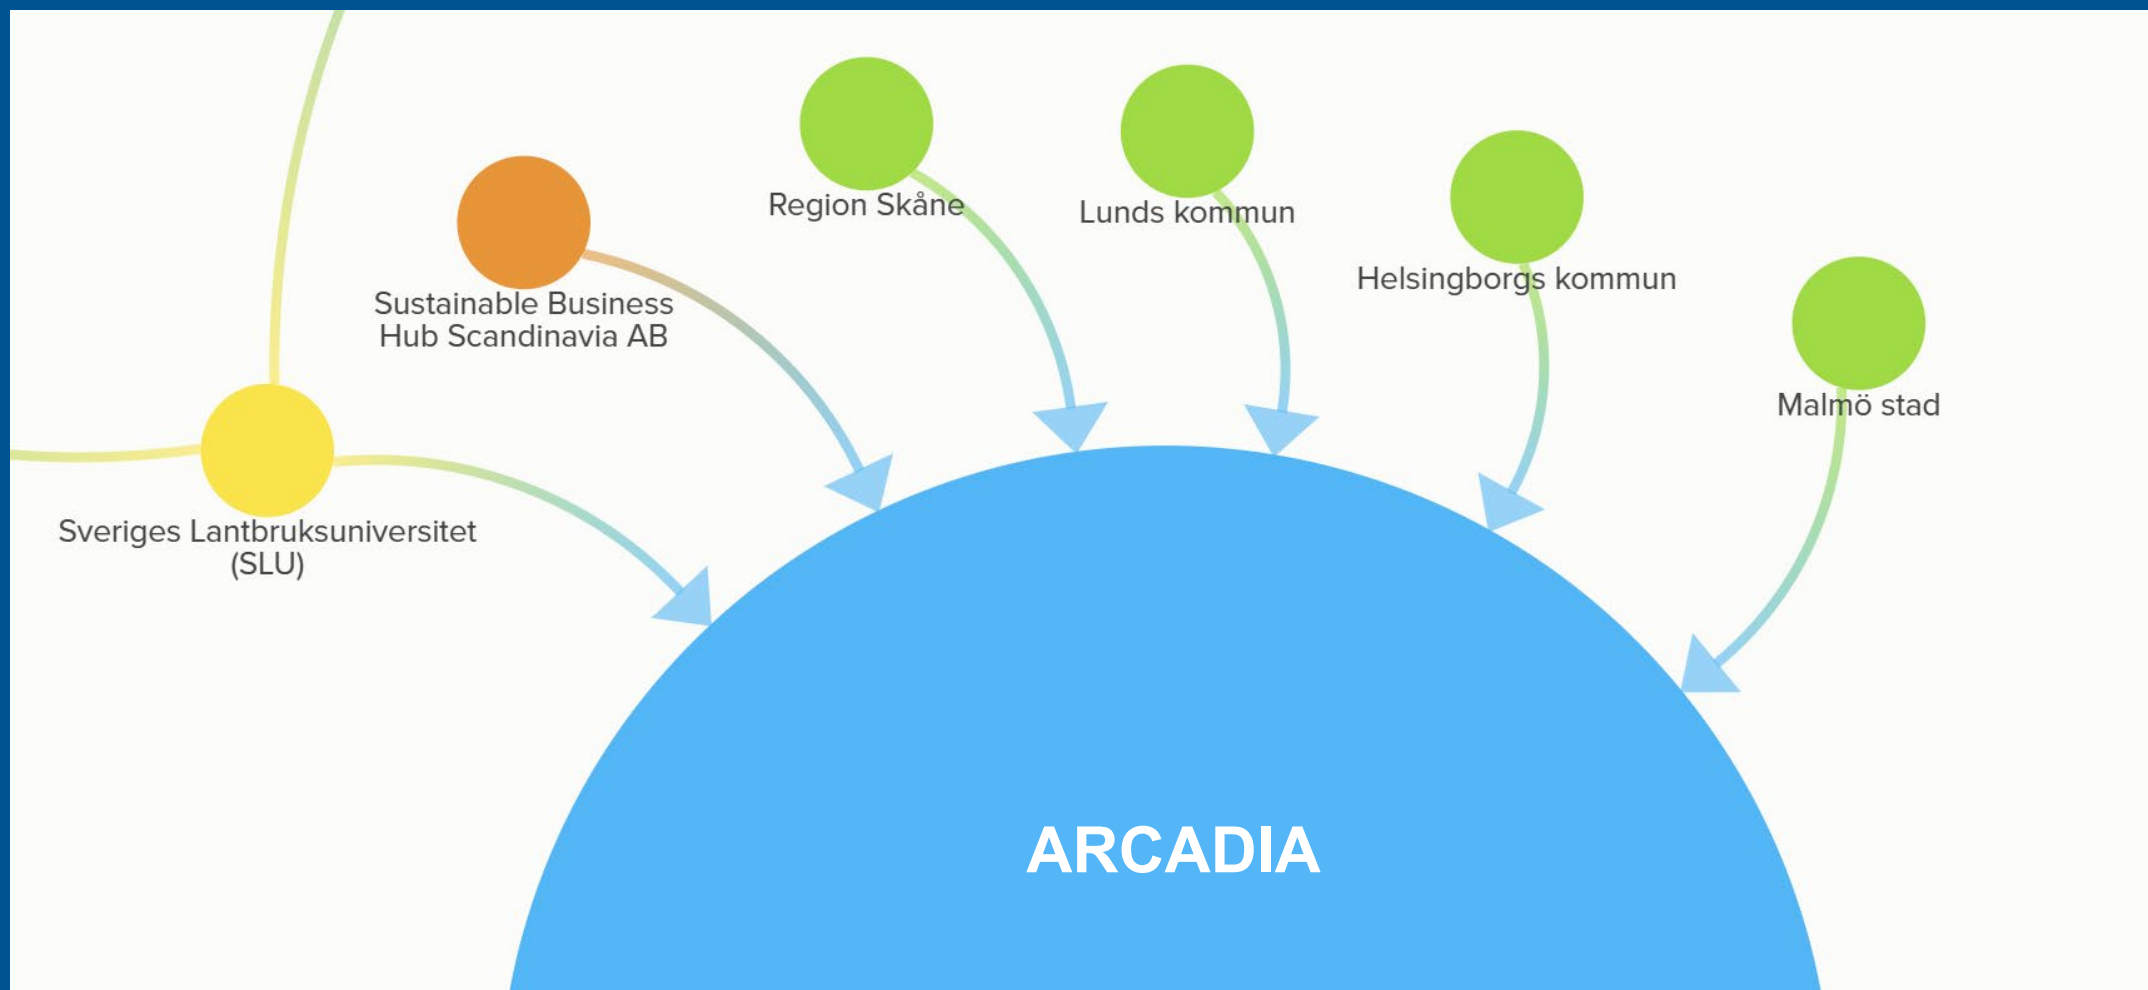 Region Skåne
Lunds kommun
Helsingborgs kommun
Sustainable Business
Hub Scandinavia AB
Malmö stad
Sveriges Lantbruksuniversitet
(SLU)
ARCADIA